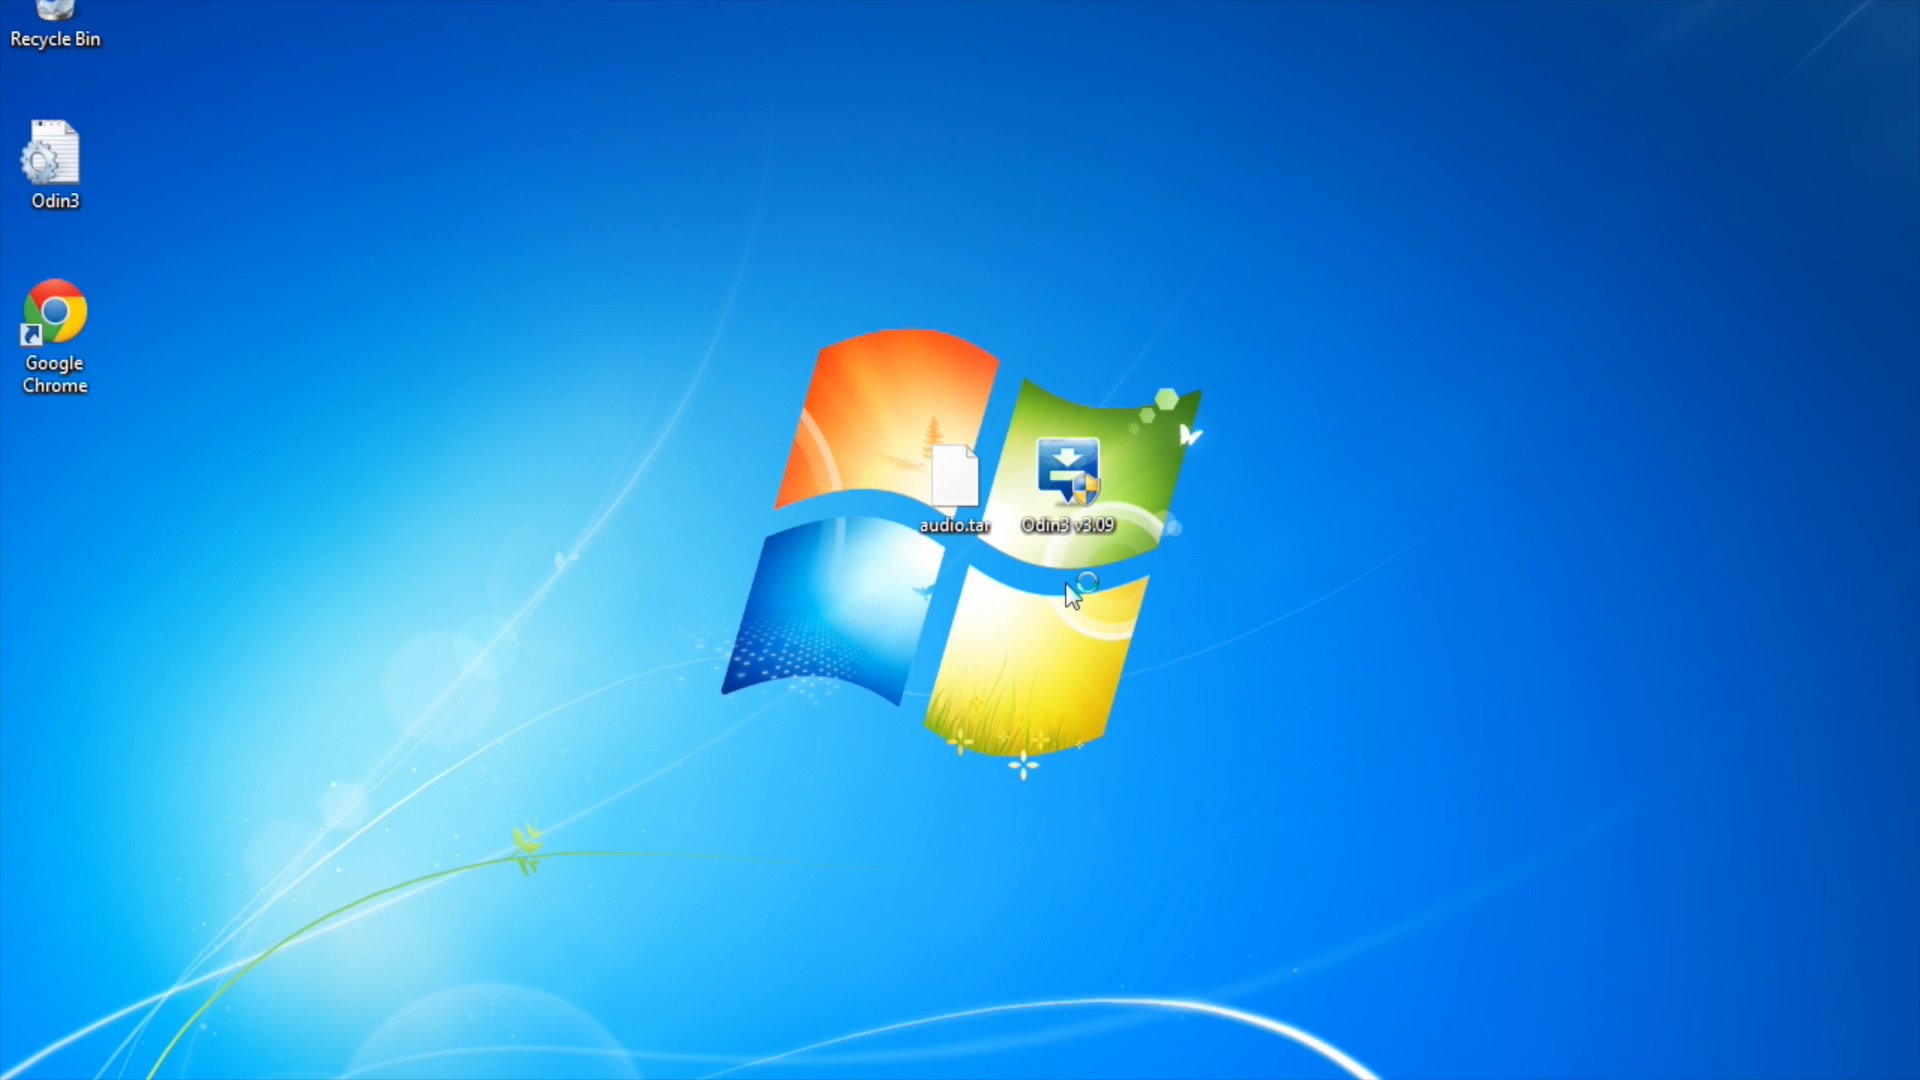 Recycle Bin
Odin3
Google
Chrome
audio.tar
Odin3 v3.09